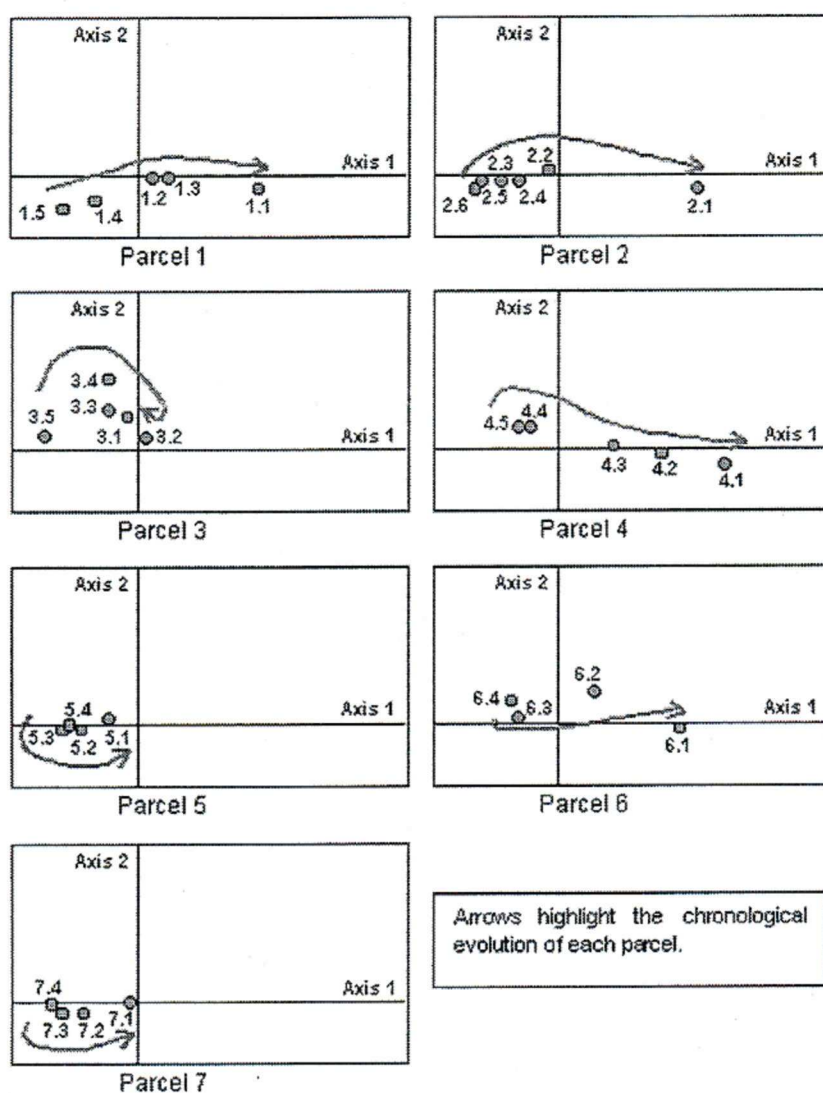 Axis 2
Axis 2
Axis 1
Axis 1
1.5
1.4
1.2
1.3
1.1
2.6
2.3
2.5
2.4
2.2
2.1
Parcel 1
Parcel 2
Axis 2
Axis 2
3.4
3.3
3.5
3.1
3.2
Axis 1
4.5
4.4
4.3
4.2
4.1
Axis 1
Parcel 3
Parcel 4
Axis 2
Axis 2
5.4
5.3
5.2
5.1
Axis 1
6.4
6.3
6.2
6.1
Axis 1
Parcel 5
Parcel 6
Axis 2
7.4
7.3
7.2
7.1
Axis 1
Arrows highlight the chronological
evolution of each parcel.
Parcel 7